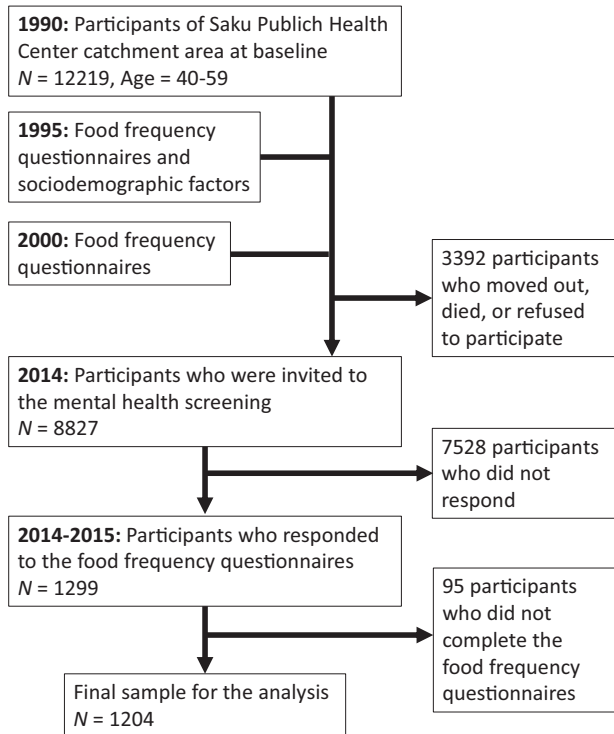 1990: Participants of Saku Publich Health
Center catchment area at baseline
N = 12219, Age = 40-59
1995: Food frequency
questionnaires and
sociodemographic factors
2000: Food frequency
questionnaires
3392 participants
who moved out,
died, or refused
to participate
2014: Participants who were invited to
the mental health screening
N = 8827
7528 participants
who did not
respond
2014-2015: Participants who responded
to the food frequency questionnaires
N = 1299
95 participants
who did not
complete the
food frequency
questionnaires
Final sample for the analysis
N = 1204